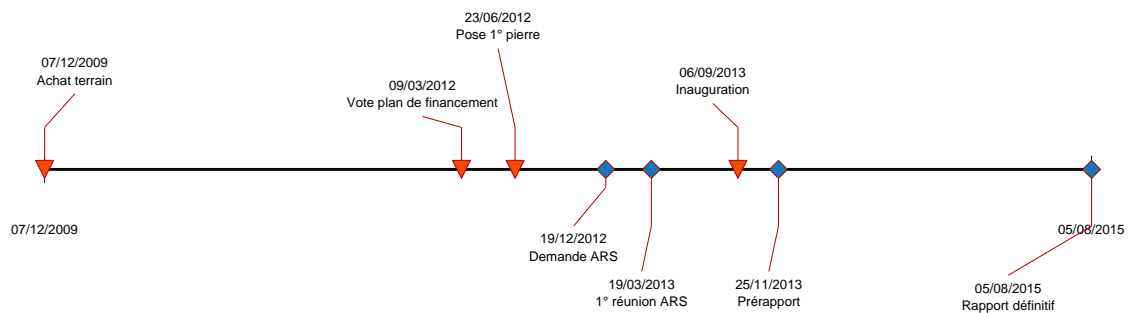 23/06/2012
Pose 1° pierre
07/12/2009
Achat terrain
09/03/2012
Vote plan de financement
06/09/2013
Inauguration
07/12/2009
05/08/2015
19/12/2012
Demande ARS
19/03/2013
1° réunion ARS
25/11/2013
Prérapport
05/08/2015
Rapport définitif